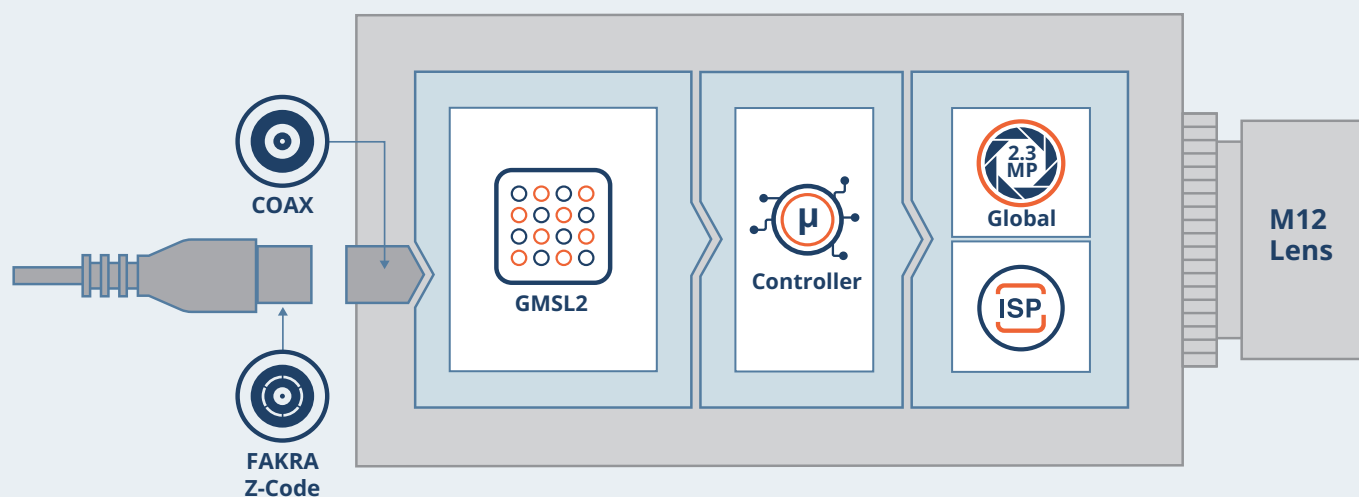 COAX
FAKRA
Z-Code
GMSL2
µ
Controller
2.3
MP
Global
ISP
M12
Lens